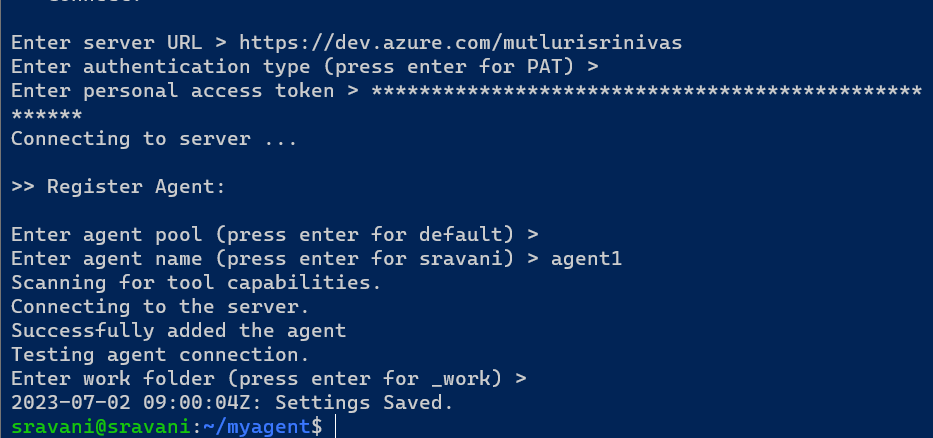 Enter server URL > https://dev.azure.com/mutlurisrinivas
Enter authentication type (press enter for PAT) >
Enter personal access token > **********************************************
******
Connecting to server ...
>> Register Agent:
Enter agent pool (press enter for default) >
Enter agent name (press enter for sravani) > agent1
Scanning for tool capabilities.
Connecting to the server.
Successfully added the agent
Testing agent connection.
Enter work folder (press enter for _work) >
2023-07-02 09:00:04Z: Settings Saved.
sravani@sravani:~/myagent$